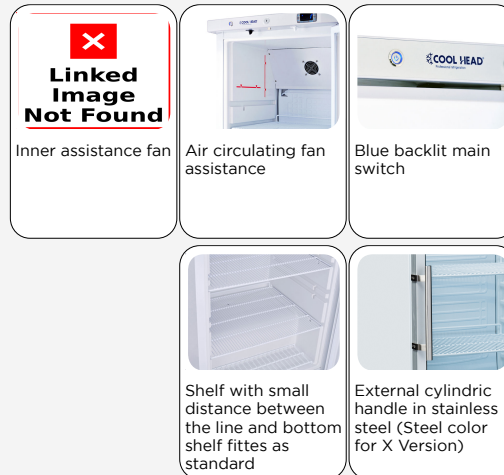 Linked
Image
Not Found
Inner assistance fan
COOL HEAD
Air circulating fan
assistance
COOL HEAD
Blue backlit main
switch
Shelf with small
distance between
the line and bottom
shelf fittes as
standard
External cylindric
handle in stainless
steel (Steel color
for X Version)